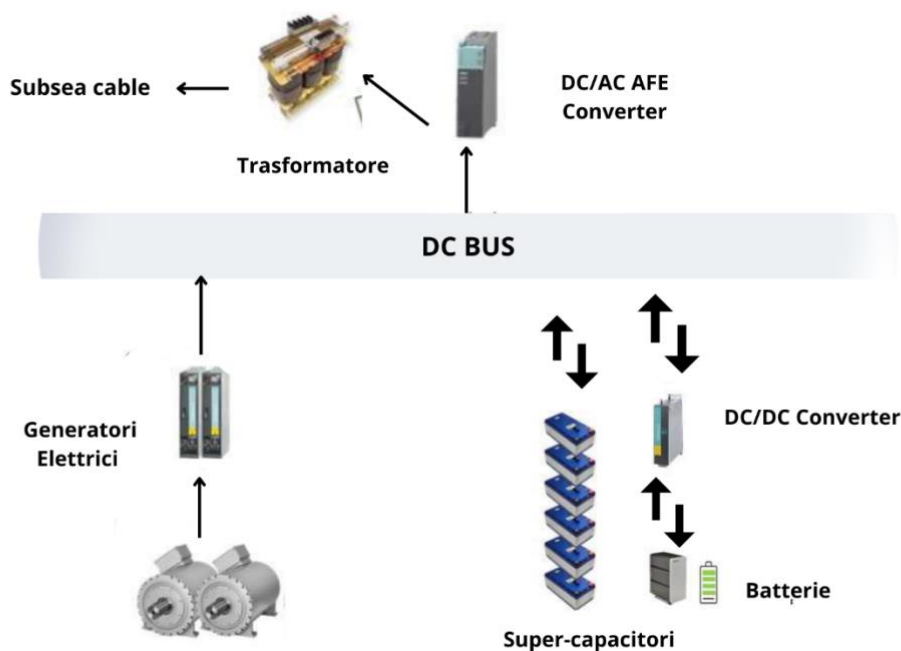 Subsea cable
DC/AC AFE
Converter
Trasformatore
DC BUS
Generatori
Elettrici
DC/DC Converter
Batterie
Super-capacitori